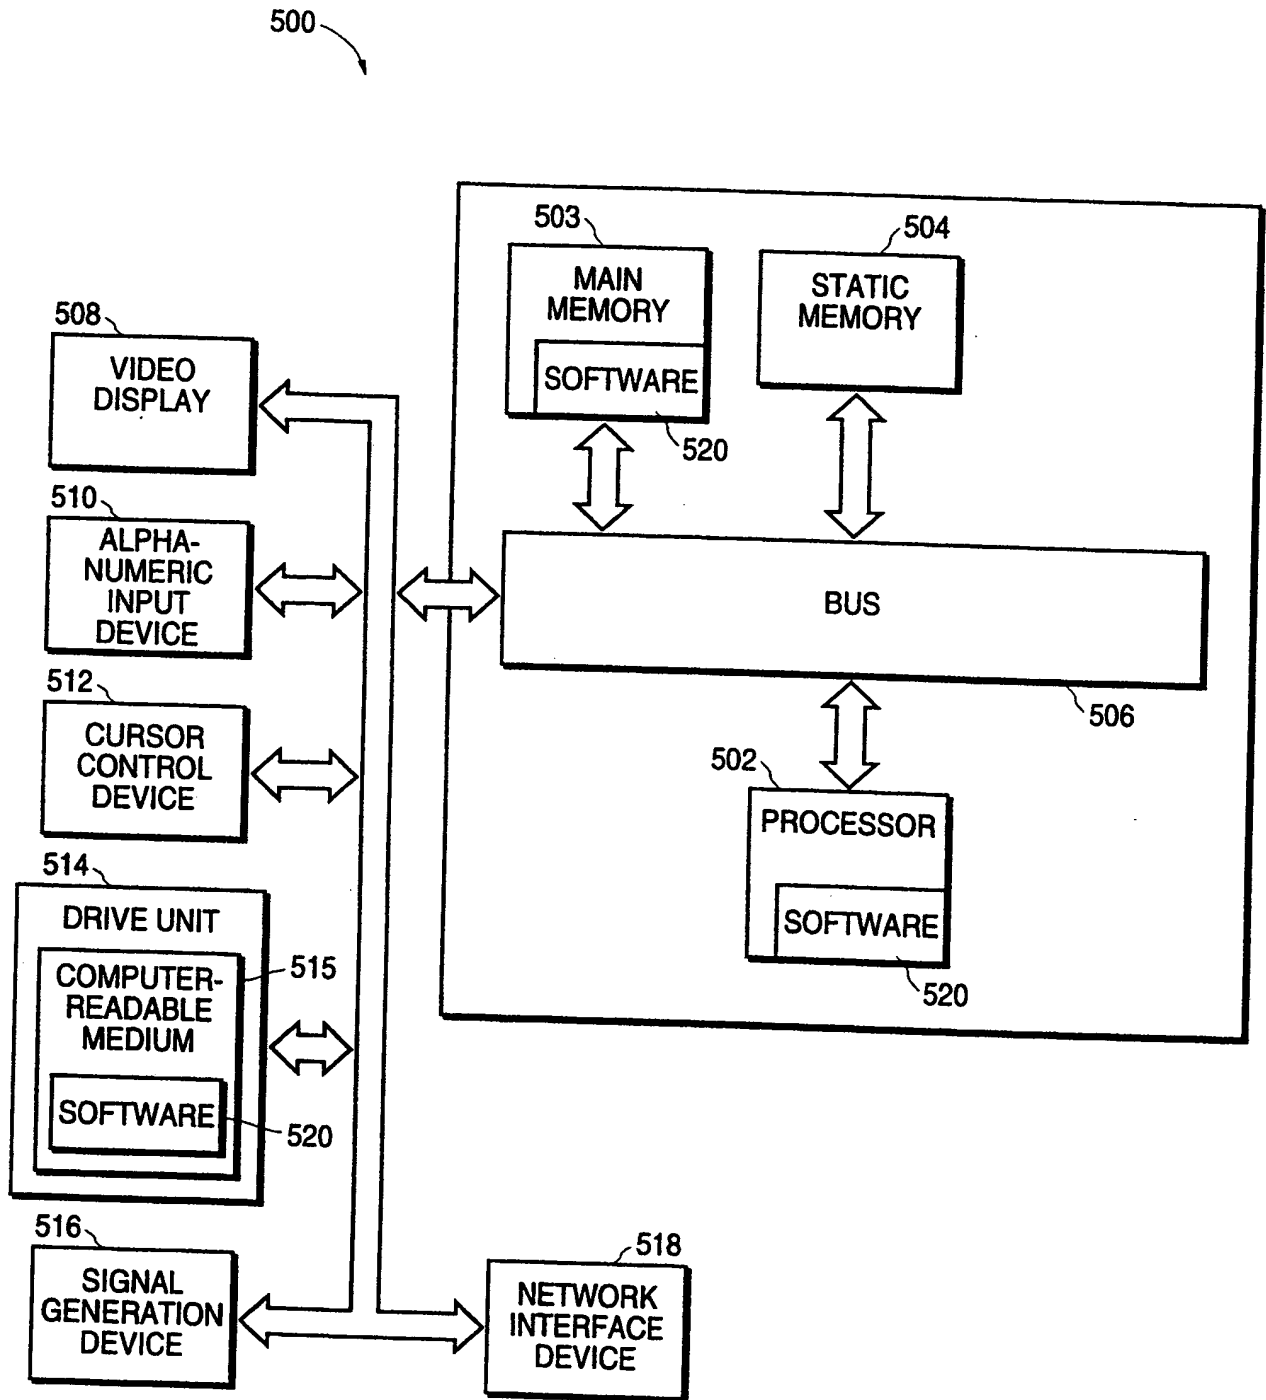 500
503
MAIN
MEMORY
SOFTWARE
520
504
STATIC
MEMORY
508
VIDEO
DISPLAY
510
ALPHA-
NUMERIC
INPUT
DEVICE
BUS
506
512
CURSOR
CONTROL
DEVICE
502
PROCESSOR
SOFTWARE
520
514
DRIVE UNIT
COMPUTER-
READABLE
MEDIUM
515
SOFTWARE
520
516
SIGNAL
GENERATION
DEVICE
518
NETWORK
INTERFACE
DEVICE